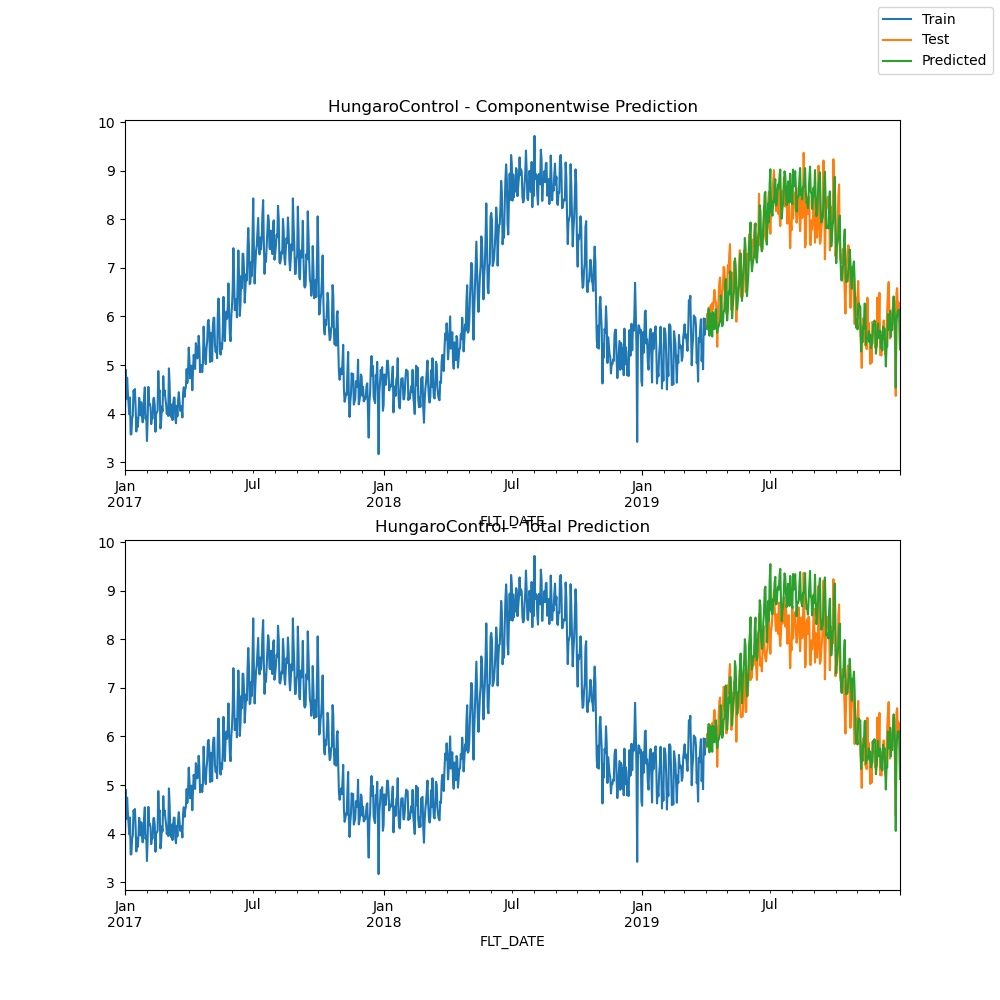 Train
Test
Predicted
HungaroControl - Componentwise Prediction
10
9
8
7
6
5
4
3
Jan
2017
Jul
Jan
2018
Jul
Jan
2019
Jul
FLT_DATE
HungaroControl - Total Prediction
10
9
8
7
6
5
4
3
Jan
2017
Jul
Jan
2018
Jul
Jan
2019
Jul
FLT_DATE